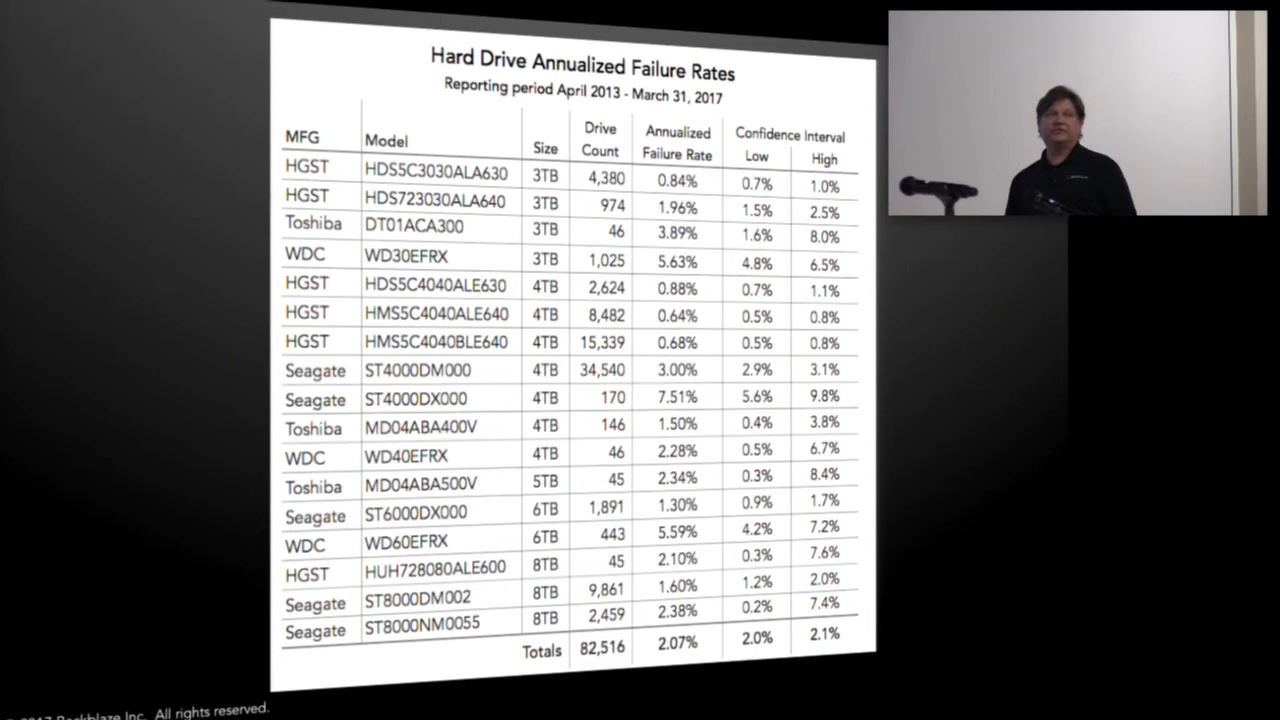 Hard Drive Annualized Failure Rates
Reporting period April 2013 - March 31, 2017
MFG Model Size Drive Count Annualized Failure Rate Confidence Interval Low High
HGST HDS5C3030ALA630 3TB 4,380 0.84% 0.7% 1.0%
HGST HDS723030ALA640 3TB 974 1.96% 1.5% 2.5%
Toshiba DT01ACA300 3TB 46 3.89% 1.6% 8.0%
WDC WD30EFRX 3TB 1,025 5.63% 4.8% 6.5%
HGST HDS5C4040ALE630 4TB 2,624 0.88% 0.7% 1.1%
HGST HMS5C4040ALE640 4TB 8,482 0.64% 0.5% 0.8%
HGST HMS5C4040BLE640 4TB 15,339 0.68% 0.5% 0.8%
Seagate ST4000DM000 4TB 34,540 3.00% 2.9% 3.1%
Seagate ST4000DX000 4TB 170 7.51% 5.6% 9.8%
Toshiba MD04ABA400V 4TB 146 1.50% 0.4% 3.8%
WDC WD40EFRX 4TB 46 2.28% 0.5% 6.7%
Toshiba MD04ABA500V 5TB 45 2.34% 0.3% 8.4%
Seagate ST6000DX000 6TB 1,891 1.30% 0.9% 1.7%
WDC WD60EFRX 6TB 443 5.59% 4.2% 7.2%
HGST HUH728080ALE600 8TB 45 2.10% 0.3% 7.6%
Seagate ST8000DM002 8TB 9,861 1.60% 1.2% 2.0%
Seagate ST8000NM0055 8TB 2,459 2.38% 0.2% 7.4%
Totals 82,516 2.07% 2.0% 2.1%
2017 Backblaze Inc. All rights reserved.